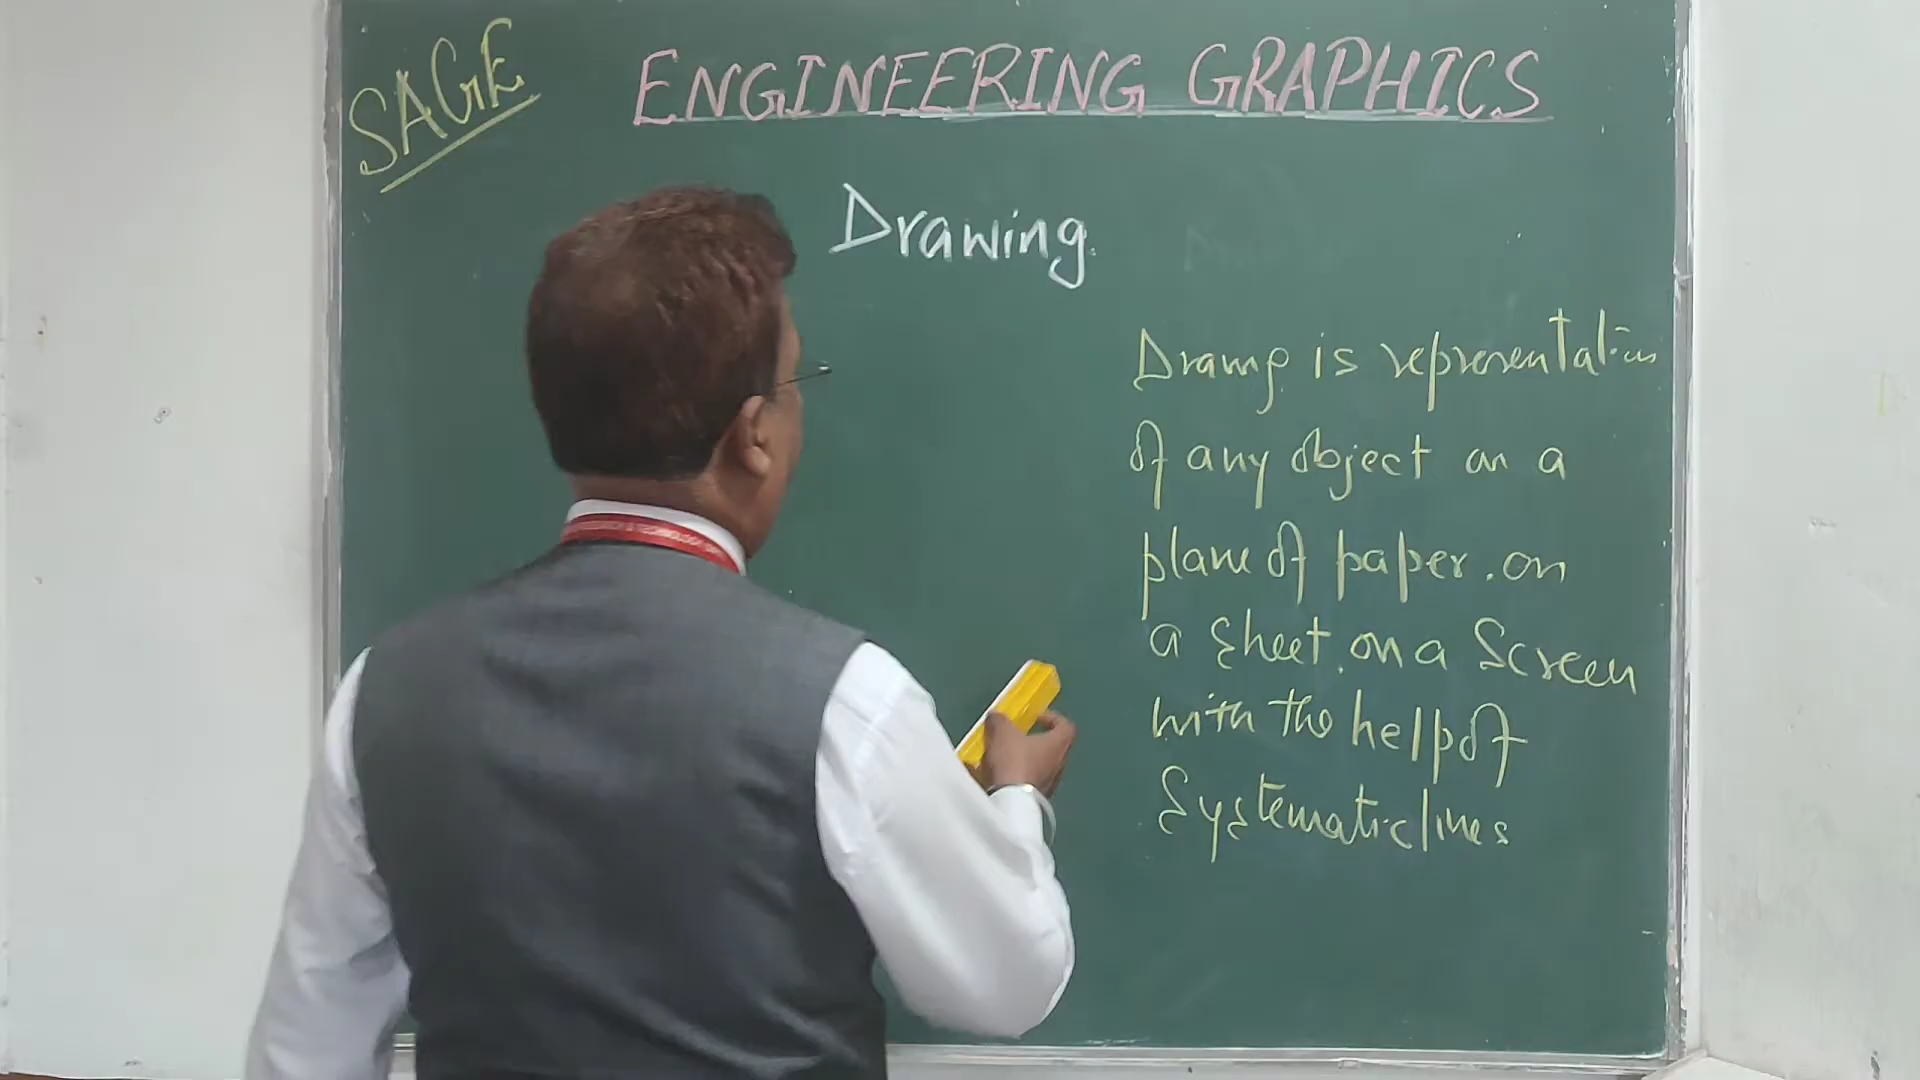 SAGE
ENGINEERING GRAPHICS
Drawing.
Drawing is representation
of any object on a
plane of paper. on
a sheet. on a Screen
with the help of
Systematic lines